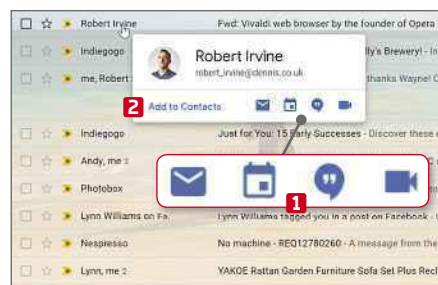 Robert Irvine Fwd: Vivaldi web browser by the founder of Opera
Indiegogo lly's Brewery! - In
Robert Irvine
robert_irvine@dennis.co.uk
me, Robert thanks Wayne!
2 Add to Contacts
Indiegogo Just for You: 15 Early Successes - Discover these
Andy, me
1
Photobox
Lynn Williams on Fa. Lynn Williams tagged you in a post on Facebook -
Nespresso No machine - REQ12780260 - A message from the
Lynn, me 2 YAKOE Rattan Garden Furniture Sofa Set Plus Recl